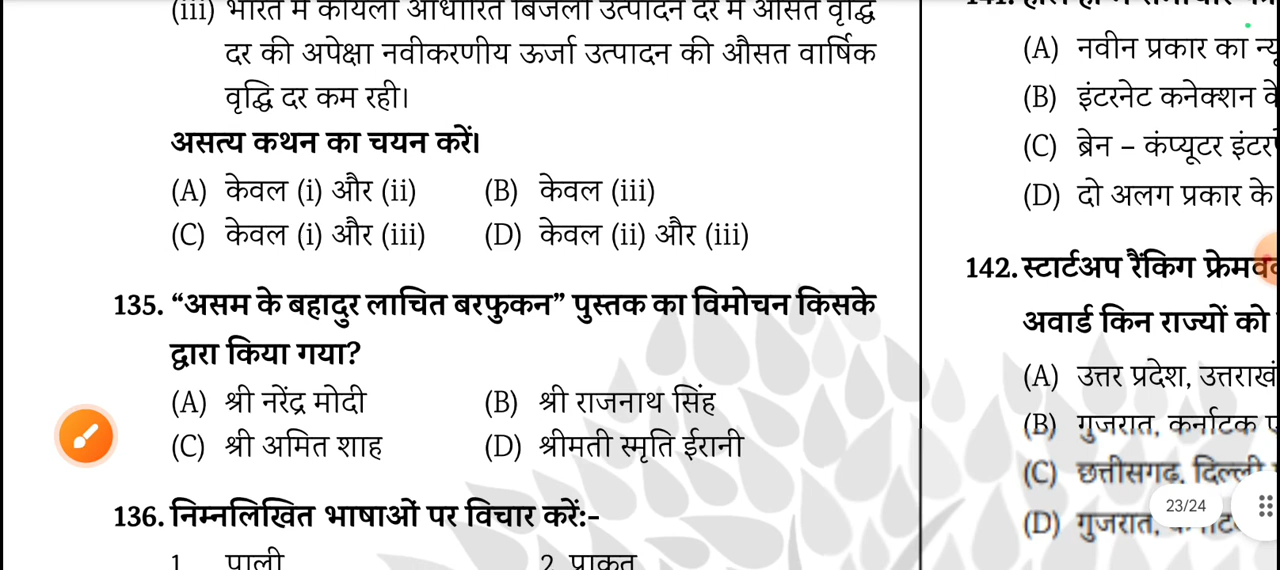 (iii) भारत में कोयला आधारित बिजली उत्पादन दर में औसत वृद्धि
दर की अपेक्षा नवीकरणीय ऊर्जा उत्पादन की औसत वार्षिक
वृद्धि दर कम रही।
असत्य कथन का चयन करें।
(A) केवल (i) और (ii) (B) केवल (iii)
(C) केवल (i) और (iii) (D) केवल (ii) और (iii)
135. “असम के बहादुर लाचित बरफुकन” पुस्तक का विमोचन किसके
द्वारा किया गया?
(A) श्री नरेंद्र मोदी (B) श्री राजनाथ सिंह
(C) श्री अमित शाह (D) श्रीमती स्मृति ईरानी
136. निम्नलिखित भाषाओं पर विचार करें:-
1. पाली 2. प्राकृत
141. हाल ही में समाचार
(A) नवीन प्रकार का
(B) इंटरनेट कनेक्शन
(C) ब्रेन – कंप्यूटर
(D) दो अलग प्रकार के
142. स्टार्टअप रैंकिंग
अवार्ड किन राज्यों को
(A) उत्तर प्रदेश,
(B) गुजरात, कर्नाटक
(C) छत्तीसगढ़, दिल्ली
(D) गुजरात,
23/24